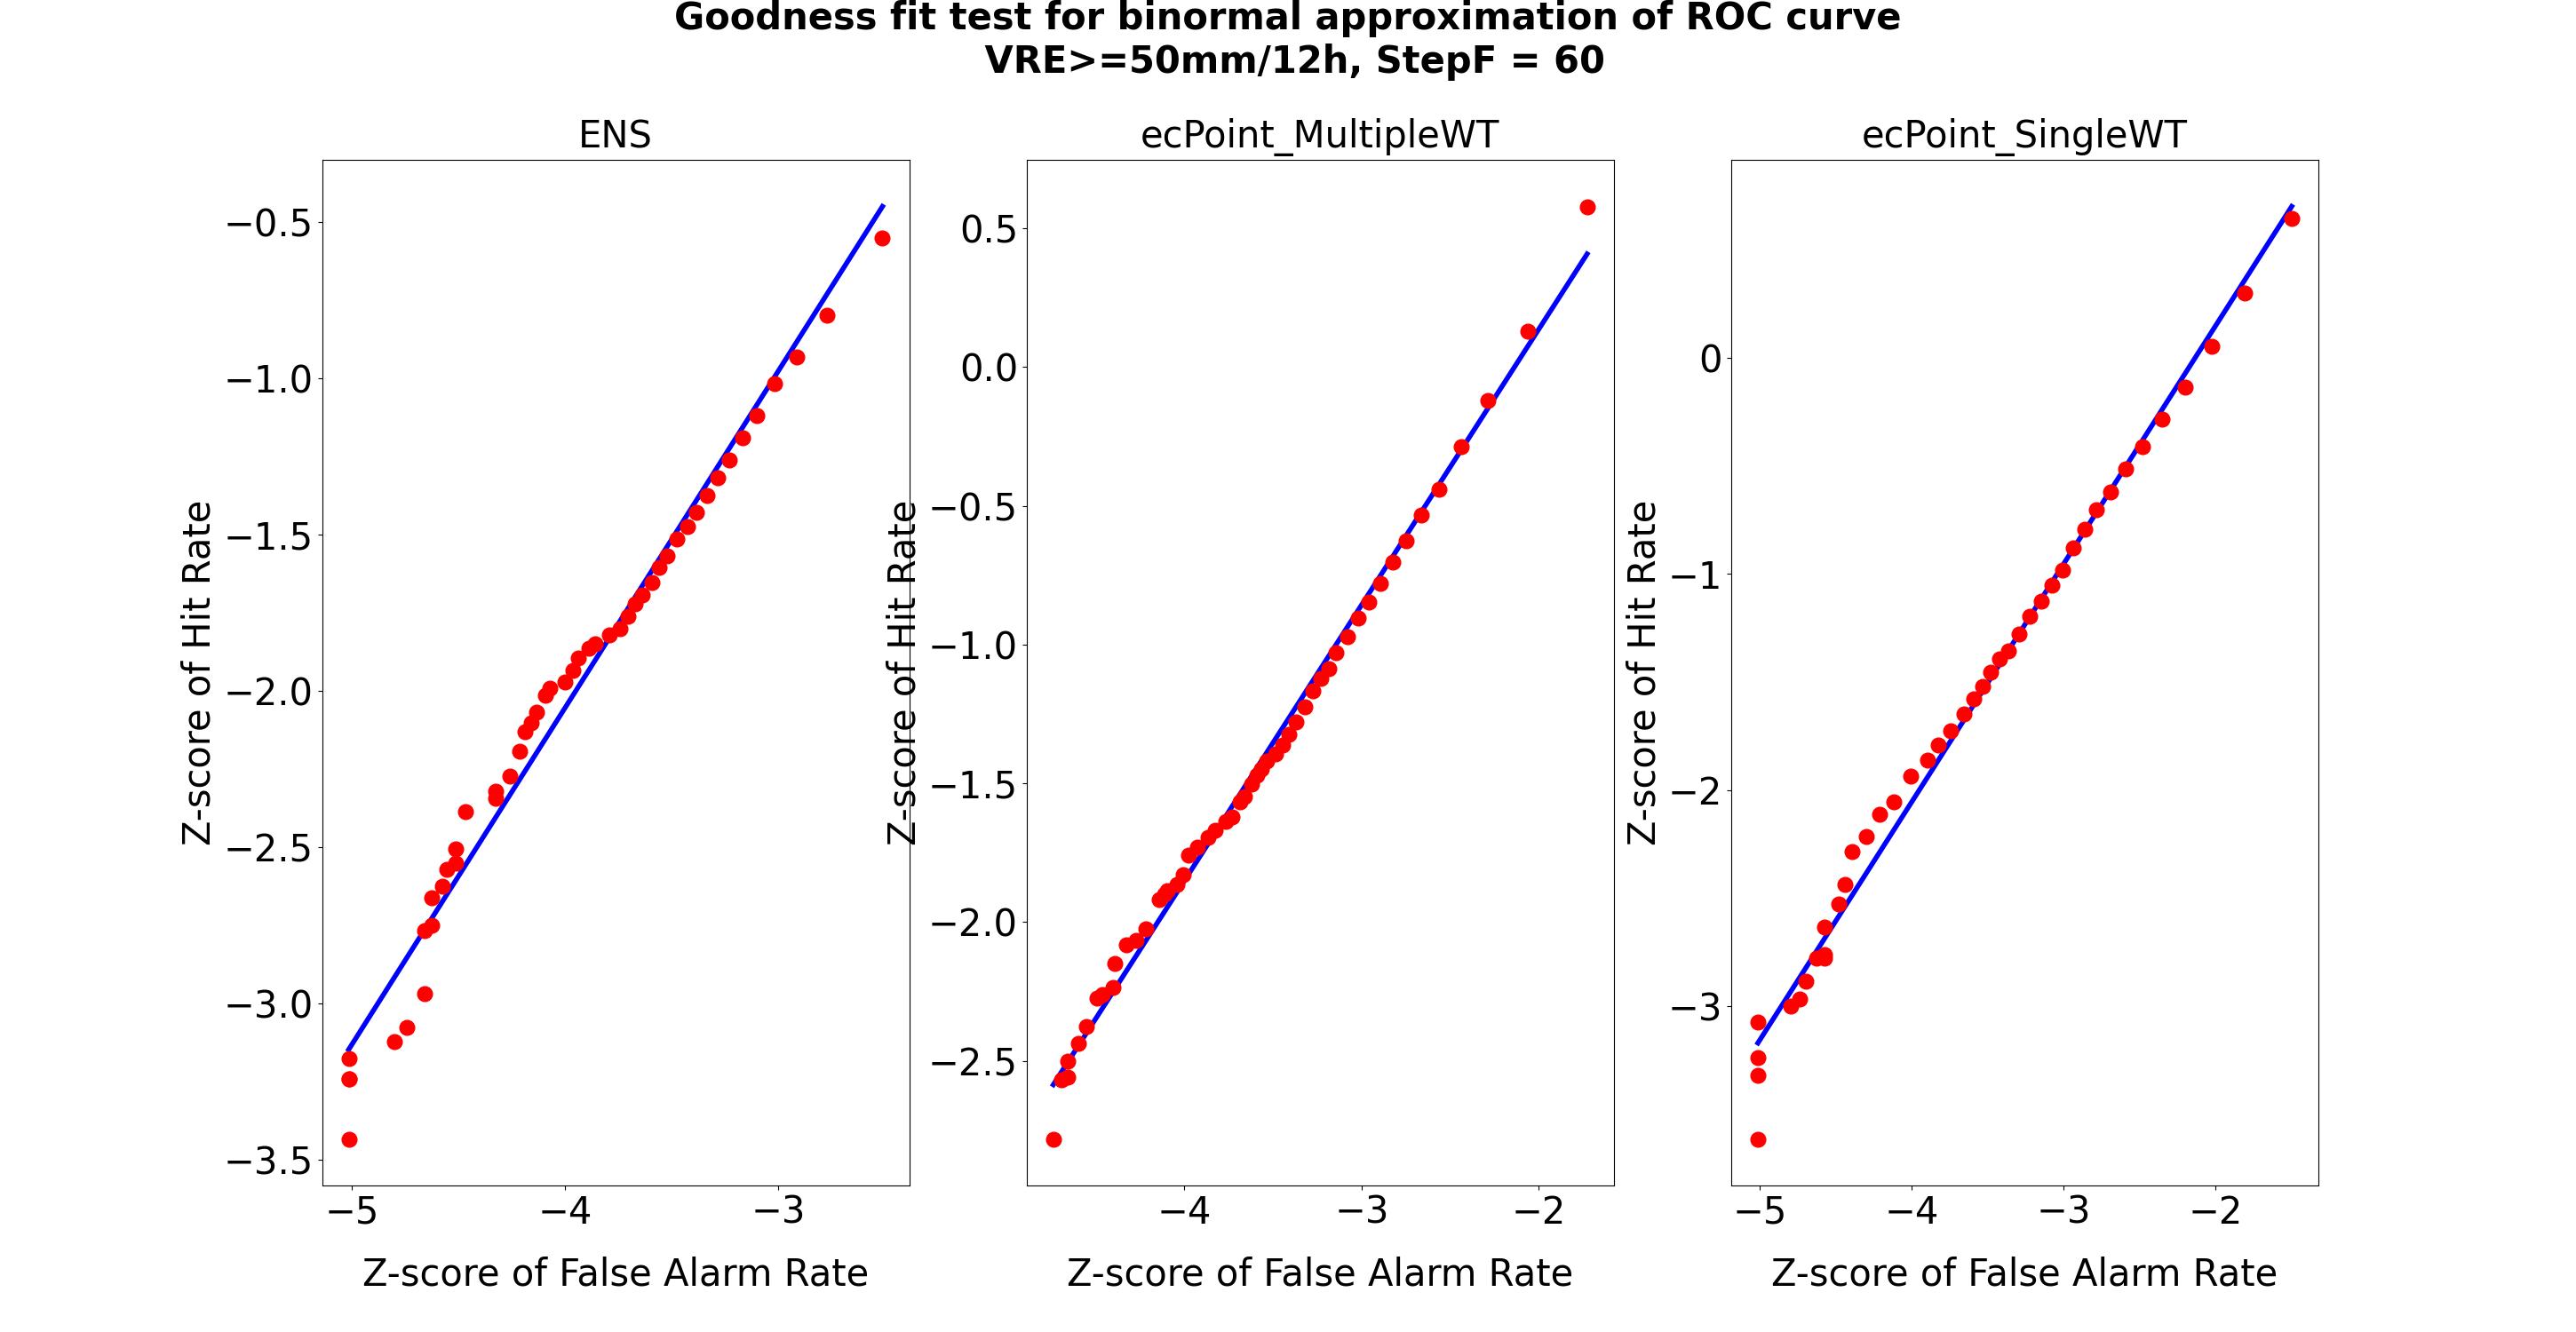 Goodness fit test for binormal approximation of ROC curve
VRE>=50mm/12h, StepF = 60
ENS
−0.5
−1.0
−1.5
−2.0
−2.5
−3.0
−3.5
Z-score of Hit Rate
−5
−4
−3
Z-score of False Alarm Rate
ecPoint_MultipleWT
0.5
0.0
−0.5
−1.0
−1.5
−2.0
−2.5
Z-score of Hit Rate
−4
−3
−2
Z-score of False Alarm Rate
ecPoint_SingleWT
0
−1
−2
−3
Z-score of Hit Rate
−5
−4
−3
−2
Z-score of False Alarm Rate